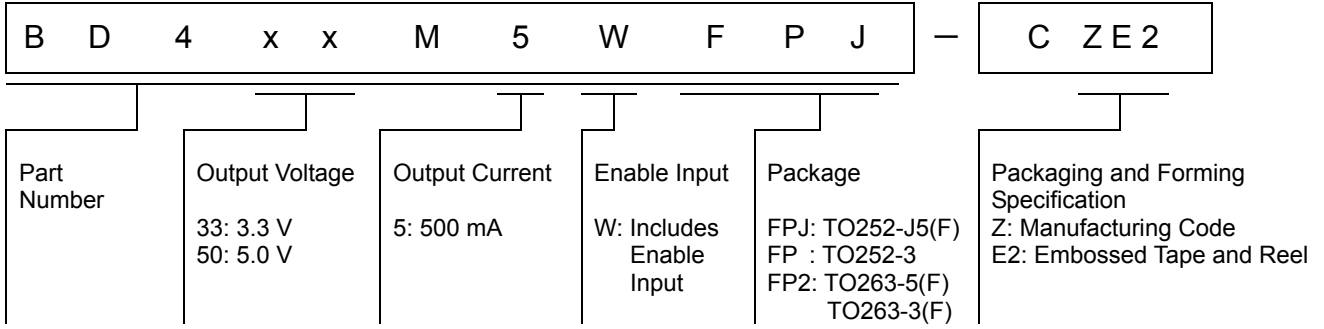 B D 4 x x M 5 W F P J – C Z E 2
Part
Number
Output Voltage
33: 3.3 V
50: 5.0 V
Output Current
5: 500 mA
Enable Input
W: Includes
Enable
Input
Package
FPJ: TO252-J5(F)
FP : TO252-3
FP2: TO263-5(F)
TO263-3(F)
Packaging and Forming
Specification
Z: Manufacturing Code
E2: Embossed Tape and Reel